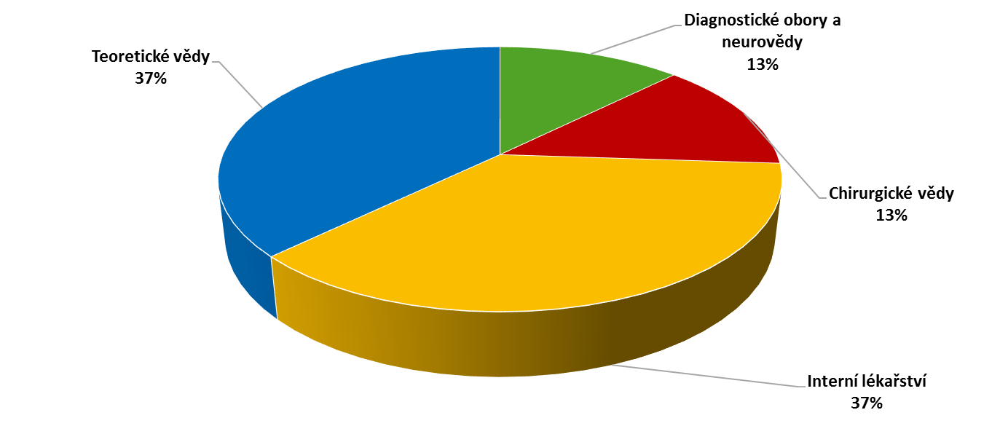 Diagnostické obory a
neurovědy
13%
Teoretické vědy
37%
Chirurgické vědy
13%
Interní lékařství
37%